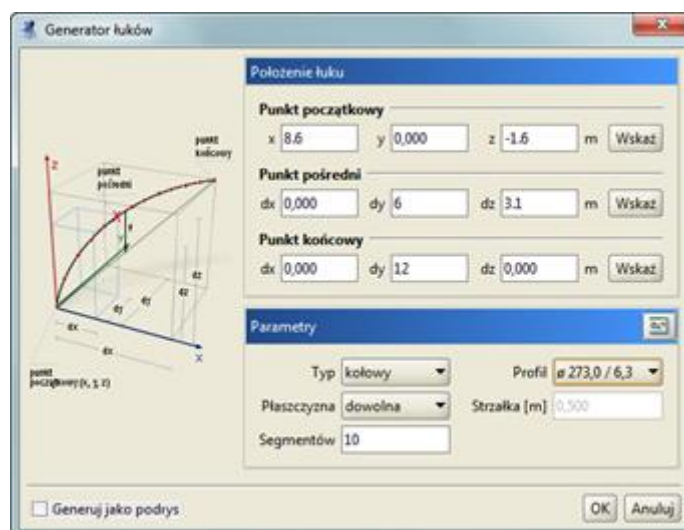 Generator łuków
Położenie łuku
Punkt początkowy
x 8.6 y 0,000 z -1.6 m Wskaż
Punkt pośredni
dx 0,000 dy 6 dz 3.1 m Wskaż
Punkt końcowy
dx 0,000 dy 12 dz 0,000 m Wskaż
Parametry
Typ kołowy Profil ø 273,0 / 6,3
Płaszczyzna dowolna Strzałka [m] 0,500
Segmentów 10
z
punkt
końcowy
punkt
pośredni
dz
dz
dy
dy
dx
dx
X
punkt
początkowy (x, y, z)
Generuj jako podrys
OK Anuluj